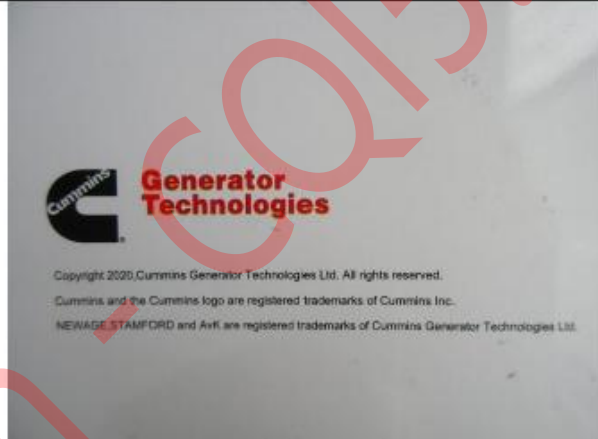 Cummins
Generator
Technologies
Copyright 2020,Cummins Generator Technologies Ltd. All rights reserved.
Cummins and the Cummins logo are registered trademarks of Cummins Inc.
NEWAGE,STAMFORD and AvK are registered trademarks of Cummins Generator Technologies Ltd.